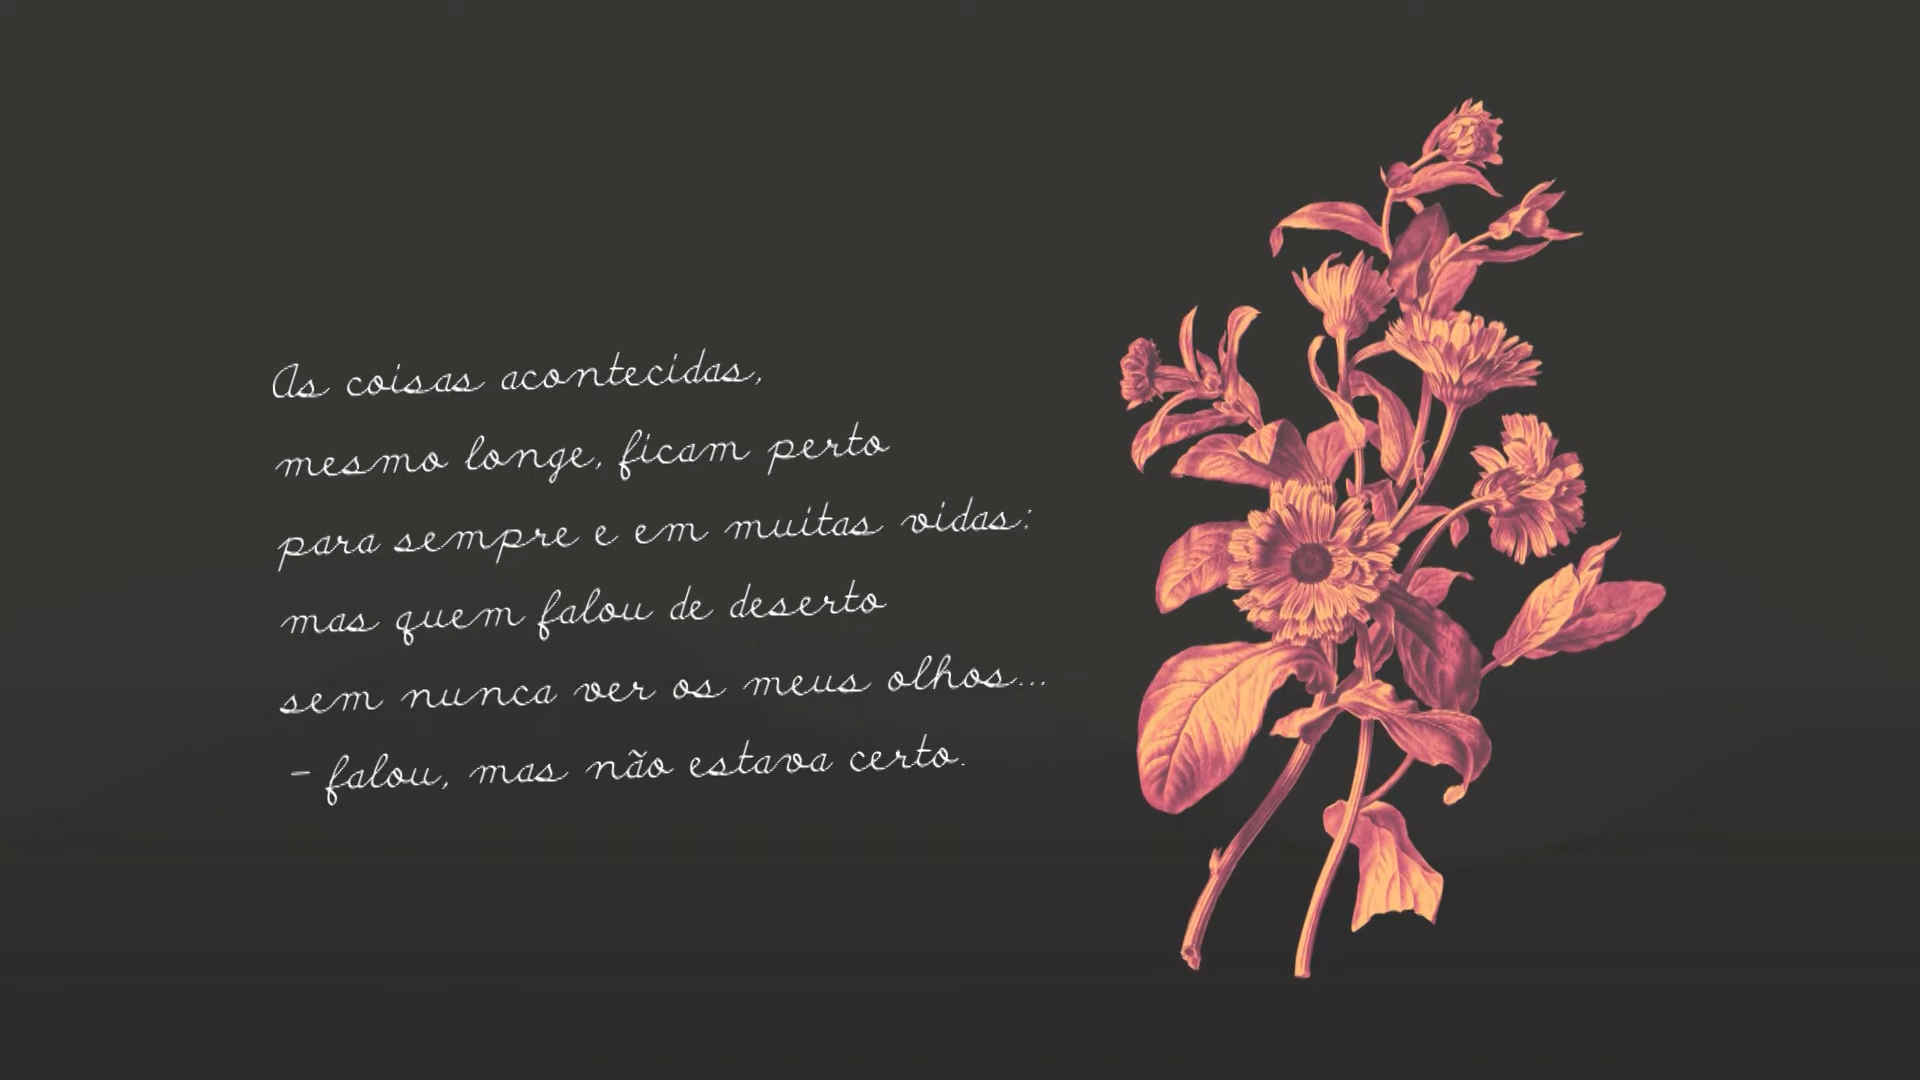 As coisas acontecidas,
mesmo longe, ficam perto
para sempre e em muitas vidas:
mas quem falou de deserto
sem nunca ver os meus olhos...
- falou, mas não estava certo.